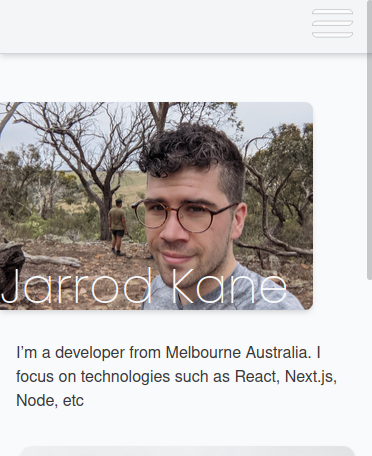 Jarrod Kane
I'm a developer from Melbourne Australia. I
focus on technologies such as React, Next.js,
Node, etc